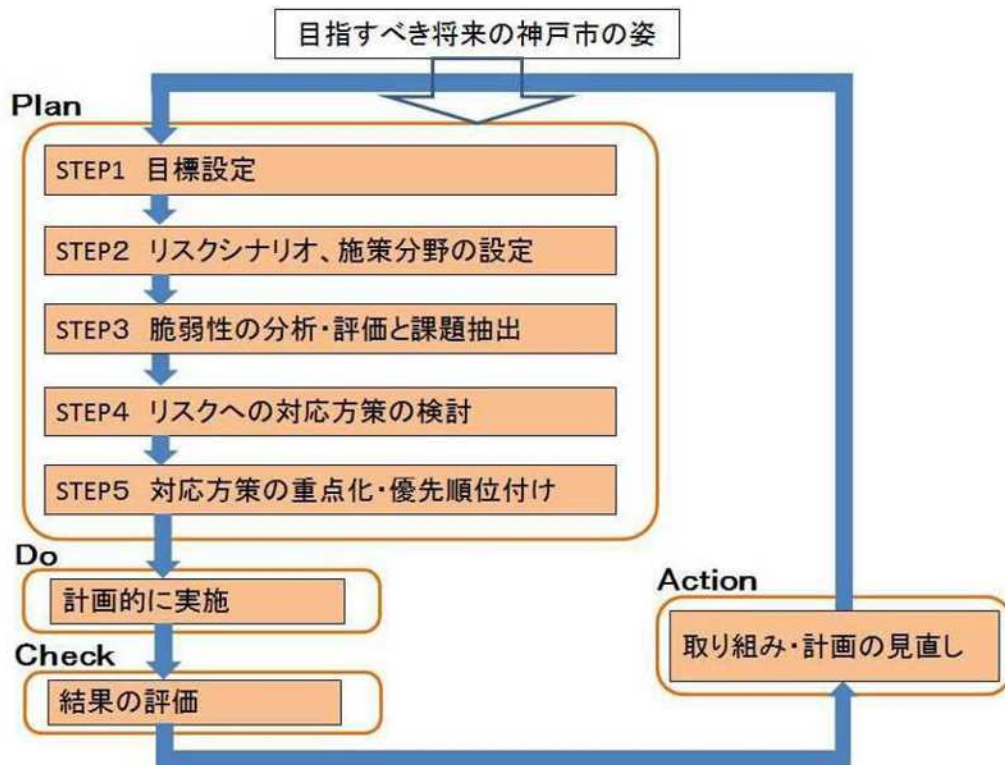 目指すべき将来の神戸市の姿
Plan
STEP1 目標設定
STEP2 リスクシナリオ、施策分野の設定
STEP3 脆弱性の分析・評価と課題抽出
STEP4 リスクへの対応方策の検討
STEP5 対応方策の重点化・優先順位付け
Do
計画的に実施
Check
結果の評価
Action
取り組み・計画の見直し